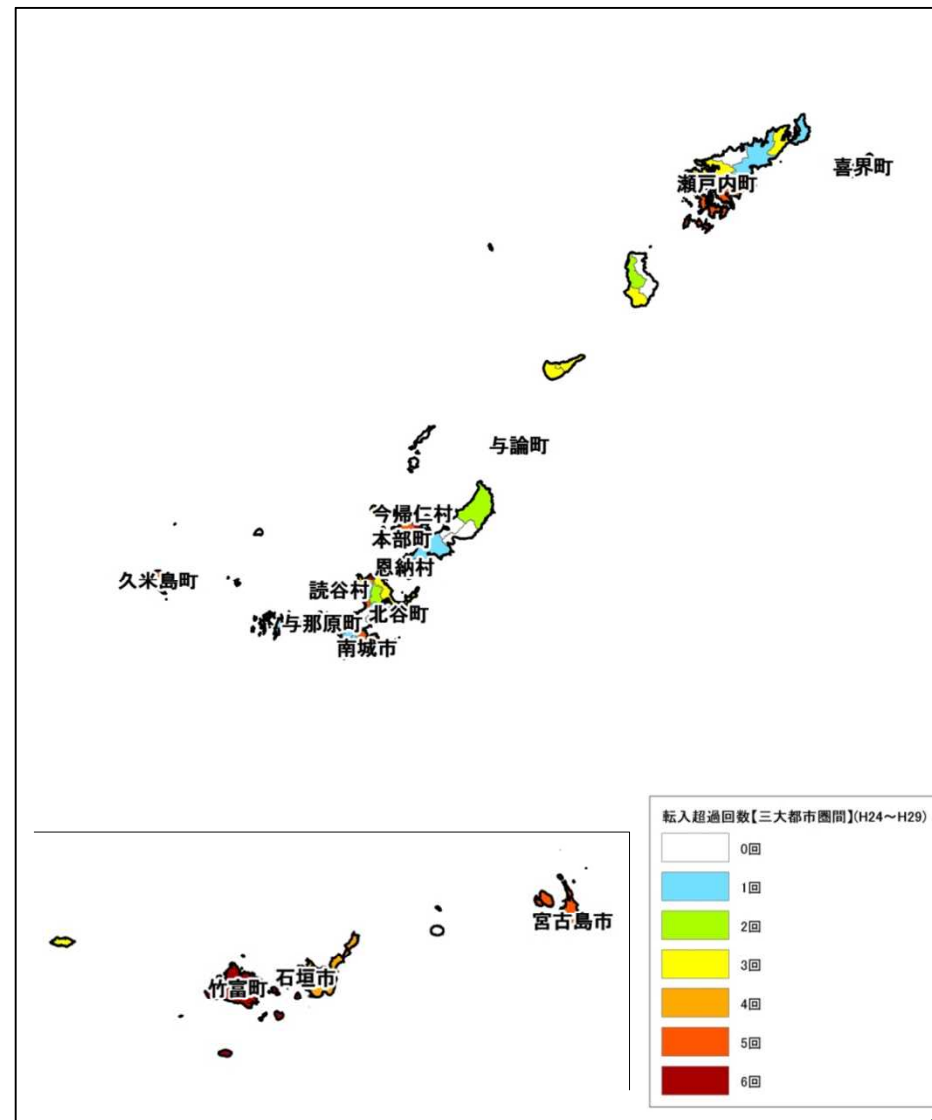 喜界町
瀬戸内町
与論町
今帰仁村
本部町
恩納村
久米島町
読谷村
北谷町
与那原町
南城市
転入超過回数【三大都市圏間】(H24～H29)
0回
1回
2回
3回
4回
5回
6回
宮古島市
石垣市
竹富町